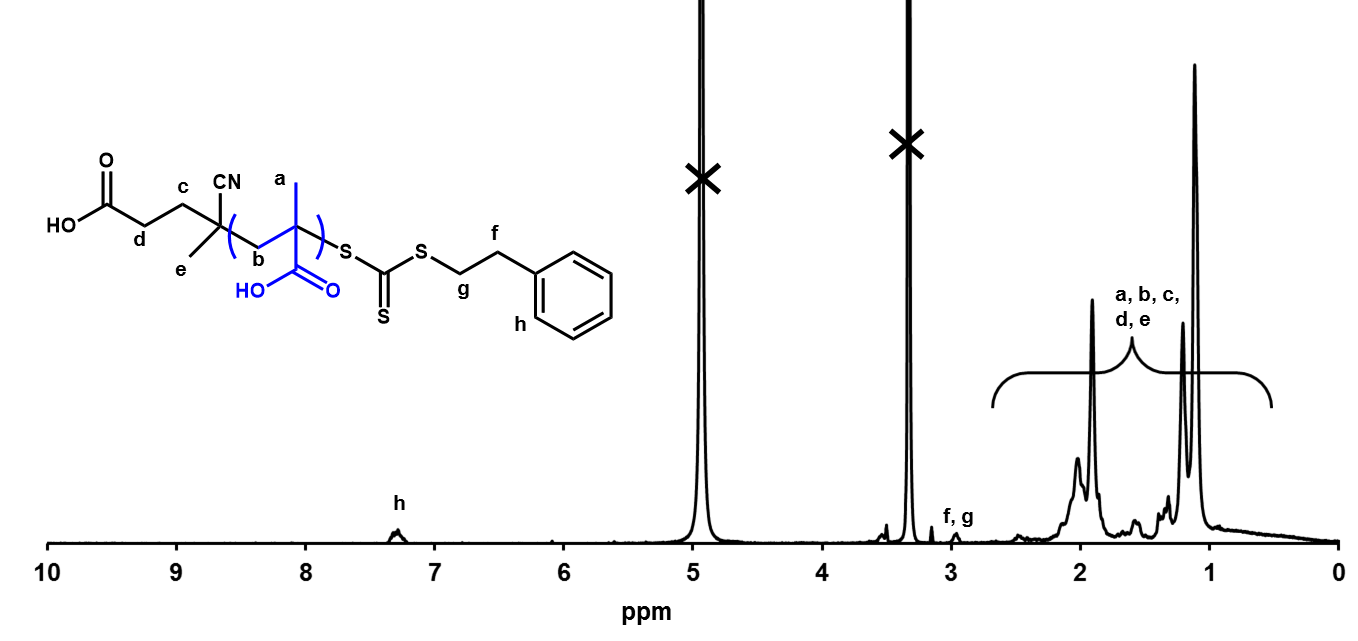 O
c
CN
a
HO
d
e
b
HO
O
S
S
S
f
g
h
h
f, g
a, b, c,
d, e
10 9 8 7 6 5 4 3 2 1 0
ppm